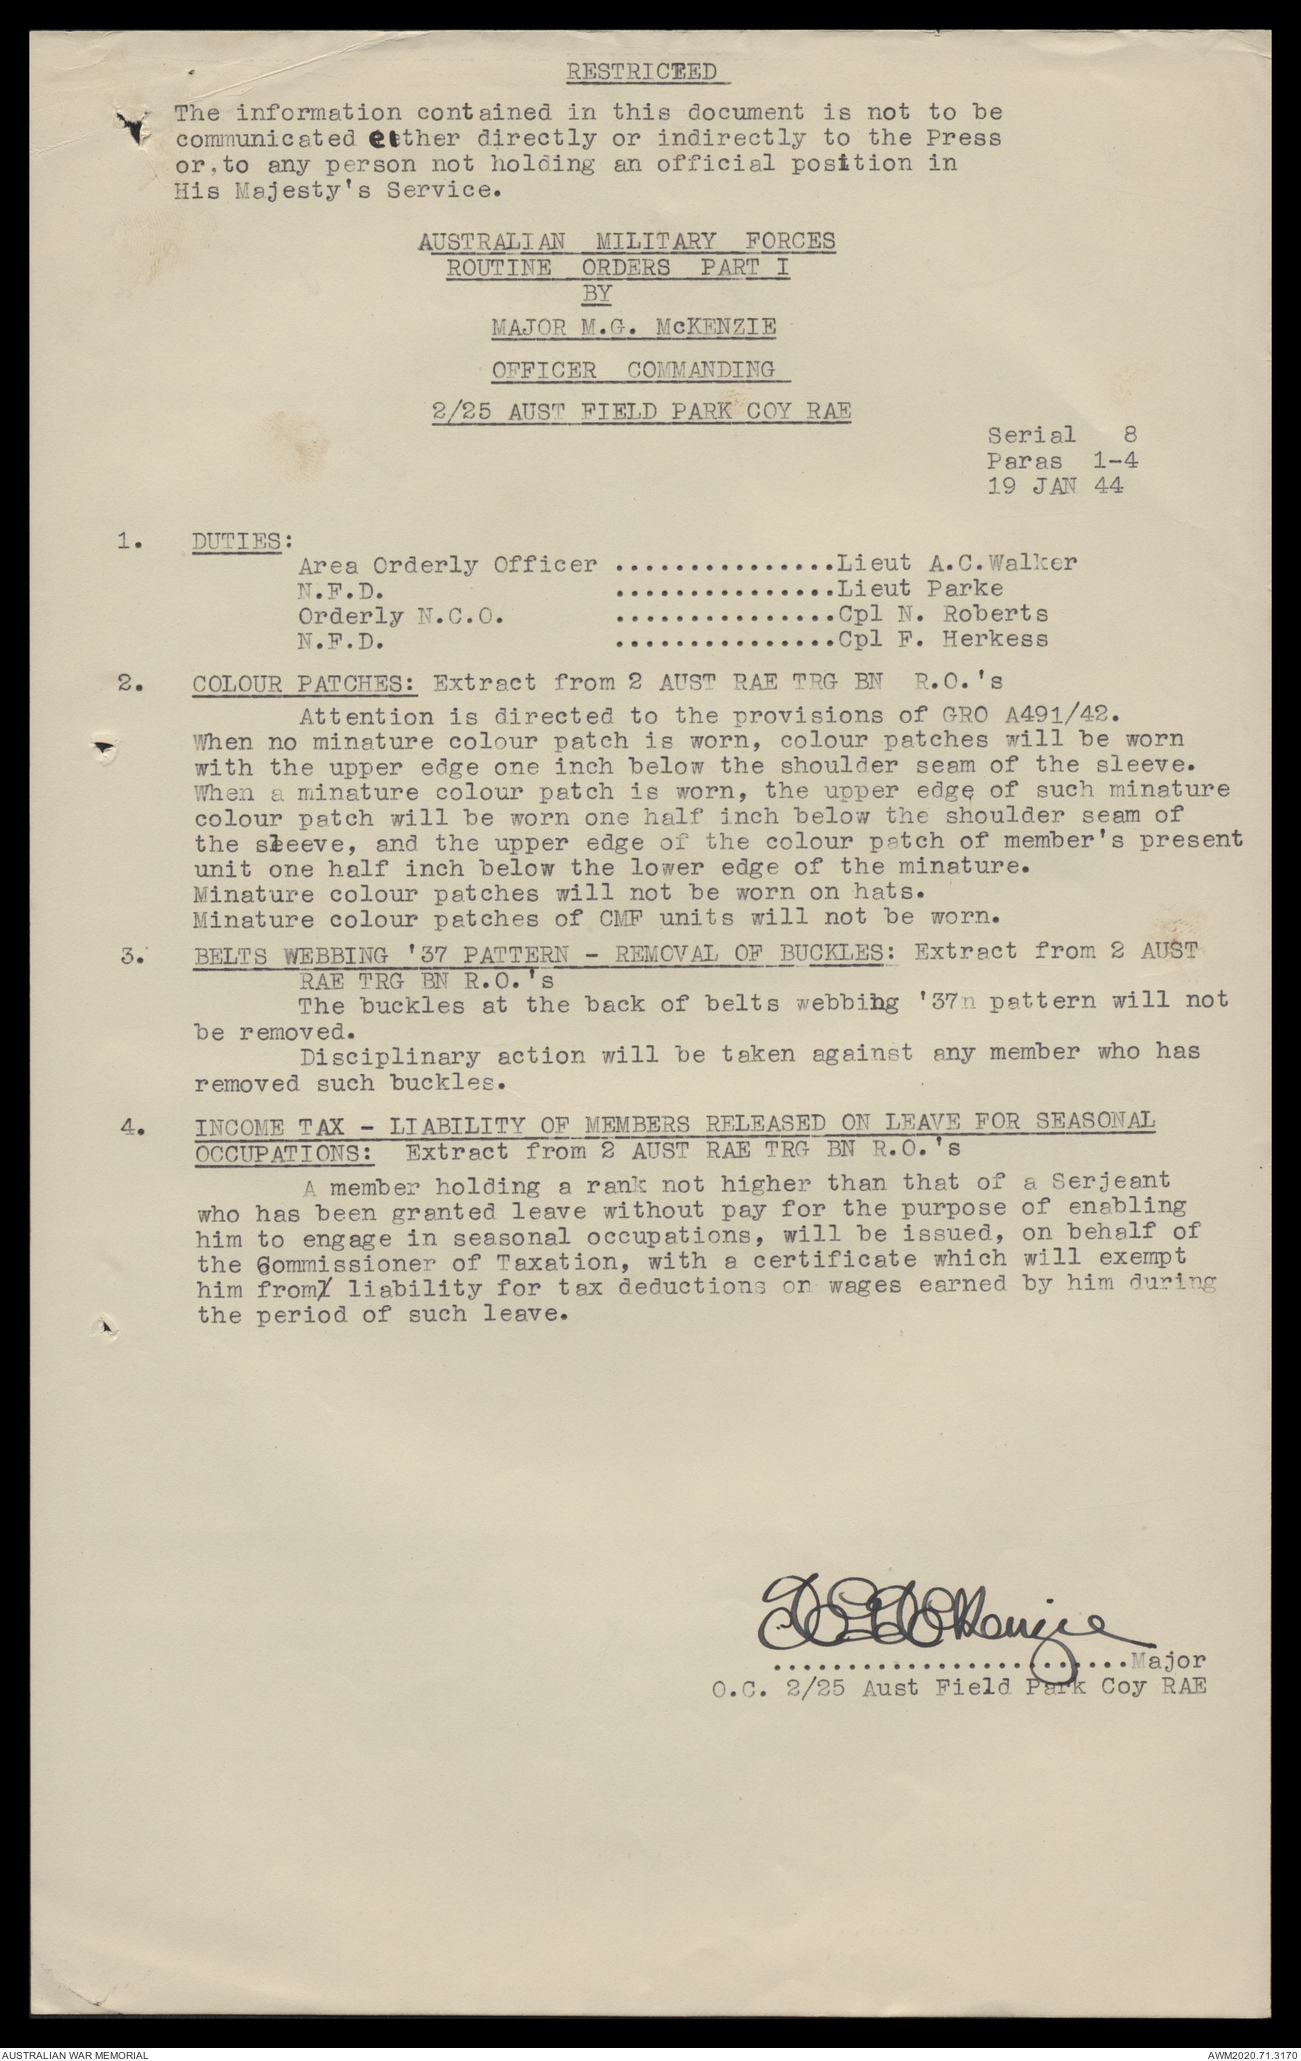 RESTRICTED
The information contained in this document is not to be
communicated either directly or indirectly to the Press
or,to any person not holding an official position in
His Majesty's Service.
AUSTRALIAN MILITARY FORCES
ROUTINE ORDERS PART I
BY
MAJOR M.G. McKENZIE
OFFICER COMMANDING
2/25 AUST FIELD PARK COY RAE
Serial 8
Paras 1-4
19 JAN 44
1. DUTIES:
Area Orderly Officer ...............Lieut A.C.Walker
N.F.D. ...............Lieut Parke
Orderly N.C.O. ...............Cpl N. Roberts
N.F.D. ...............Cpl F. Herkess
2. COLOUR PATCHES: Extract from 2 AUST RAE TRG BN R.O.'s
Attention is directed to the provisions of GRO A491/42.
When no minature colour patch is worn, colour patches will be worn
with the upper edge one inch below the shoulder seam of the sleeve.
When a minature colour patch is worn, the upper edge of such minature
colour patch will be worn one half inch below the shoulder seam of
the sleeve, and the upper edge of the colour patch of member's present
unit one half inch below the lower edge of the minature.
Minature colour patches will not be worn on hats.
Minature colour patches of CMF units will not be worn.
3. BELTS WEBBING '37 PATTERN - REMOVAL OF BUCKLES: Extract from 2 AUST
RAE TRG BN R.O.'s
The buckles at the back of belts webbing '37n pattern will not
be removed.
Disciplinary action will be taken against any member who has
removed such buckles.
4. INCOME TAX - LIABILITY OF MEMBERS RELEASED ON LEAVE FOR SEASONAL
OCCUPATIONS: Extract from 2 AUST RAE TRG BN R.O.'s
A member holding a rank not higher than that of a Serjeant
who has been granted leave without pay for the purpose of enabling
him to engage in seasonal occupations, will be issued, on behalf of
the Commissioner of Taxation, with a certificate which will exempt
him from liability for tax deductions on wages earned by him during
the period of such leave.
McKenzie
........................Major
O.C. 2/25 Aust Field Park Coy RAE
AUSTRALIAN WAR MEMORIAL
AWM2020.71.3170